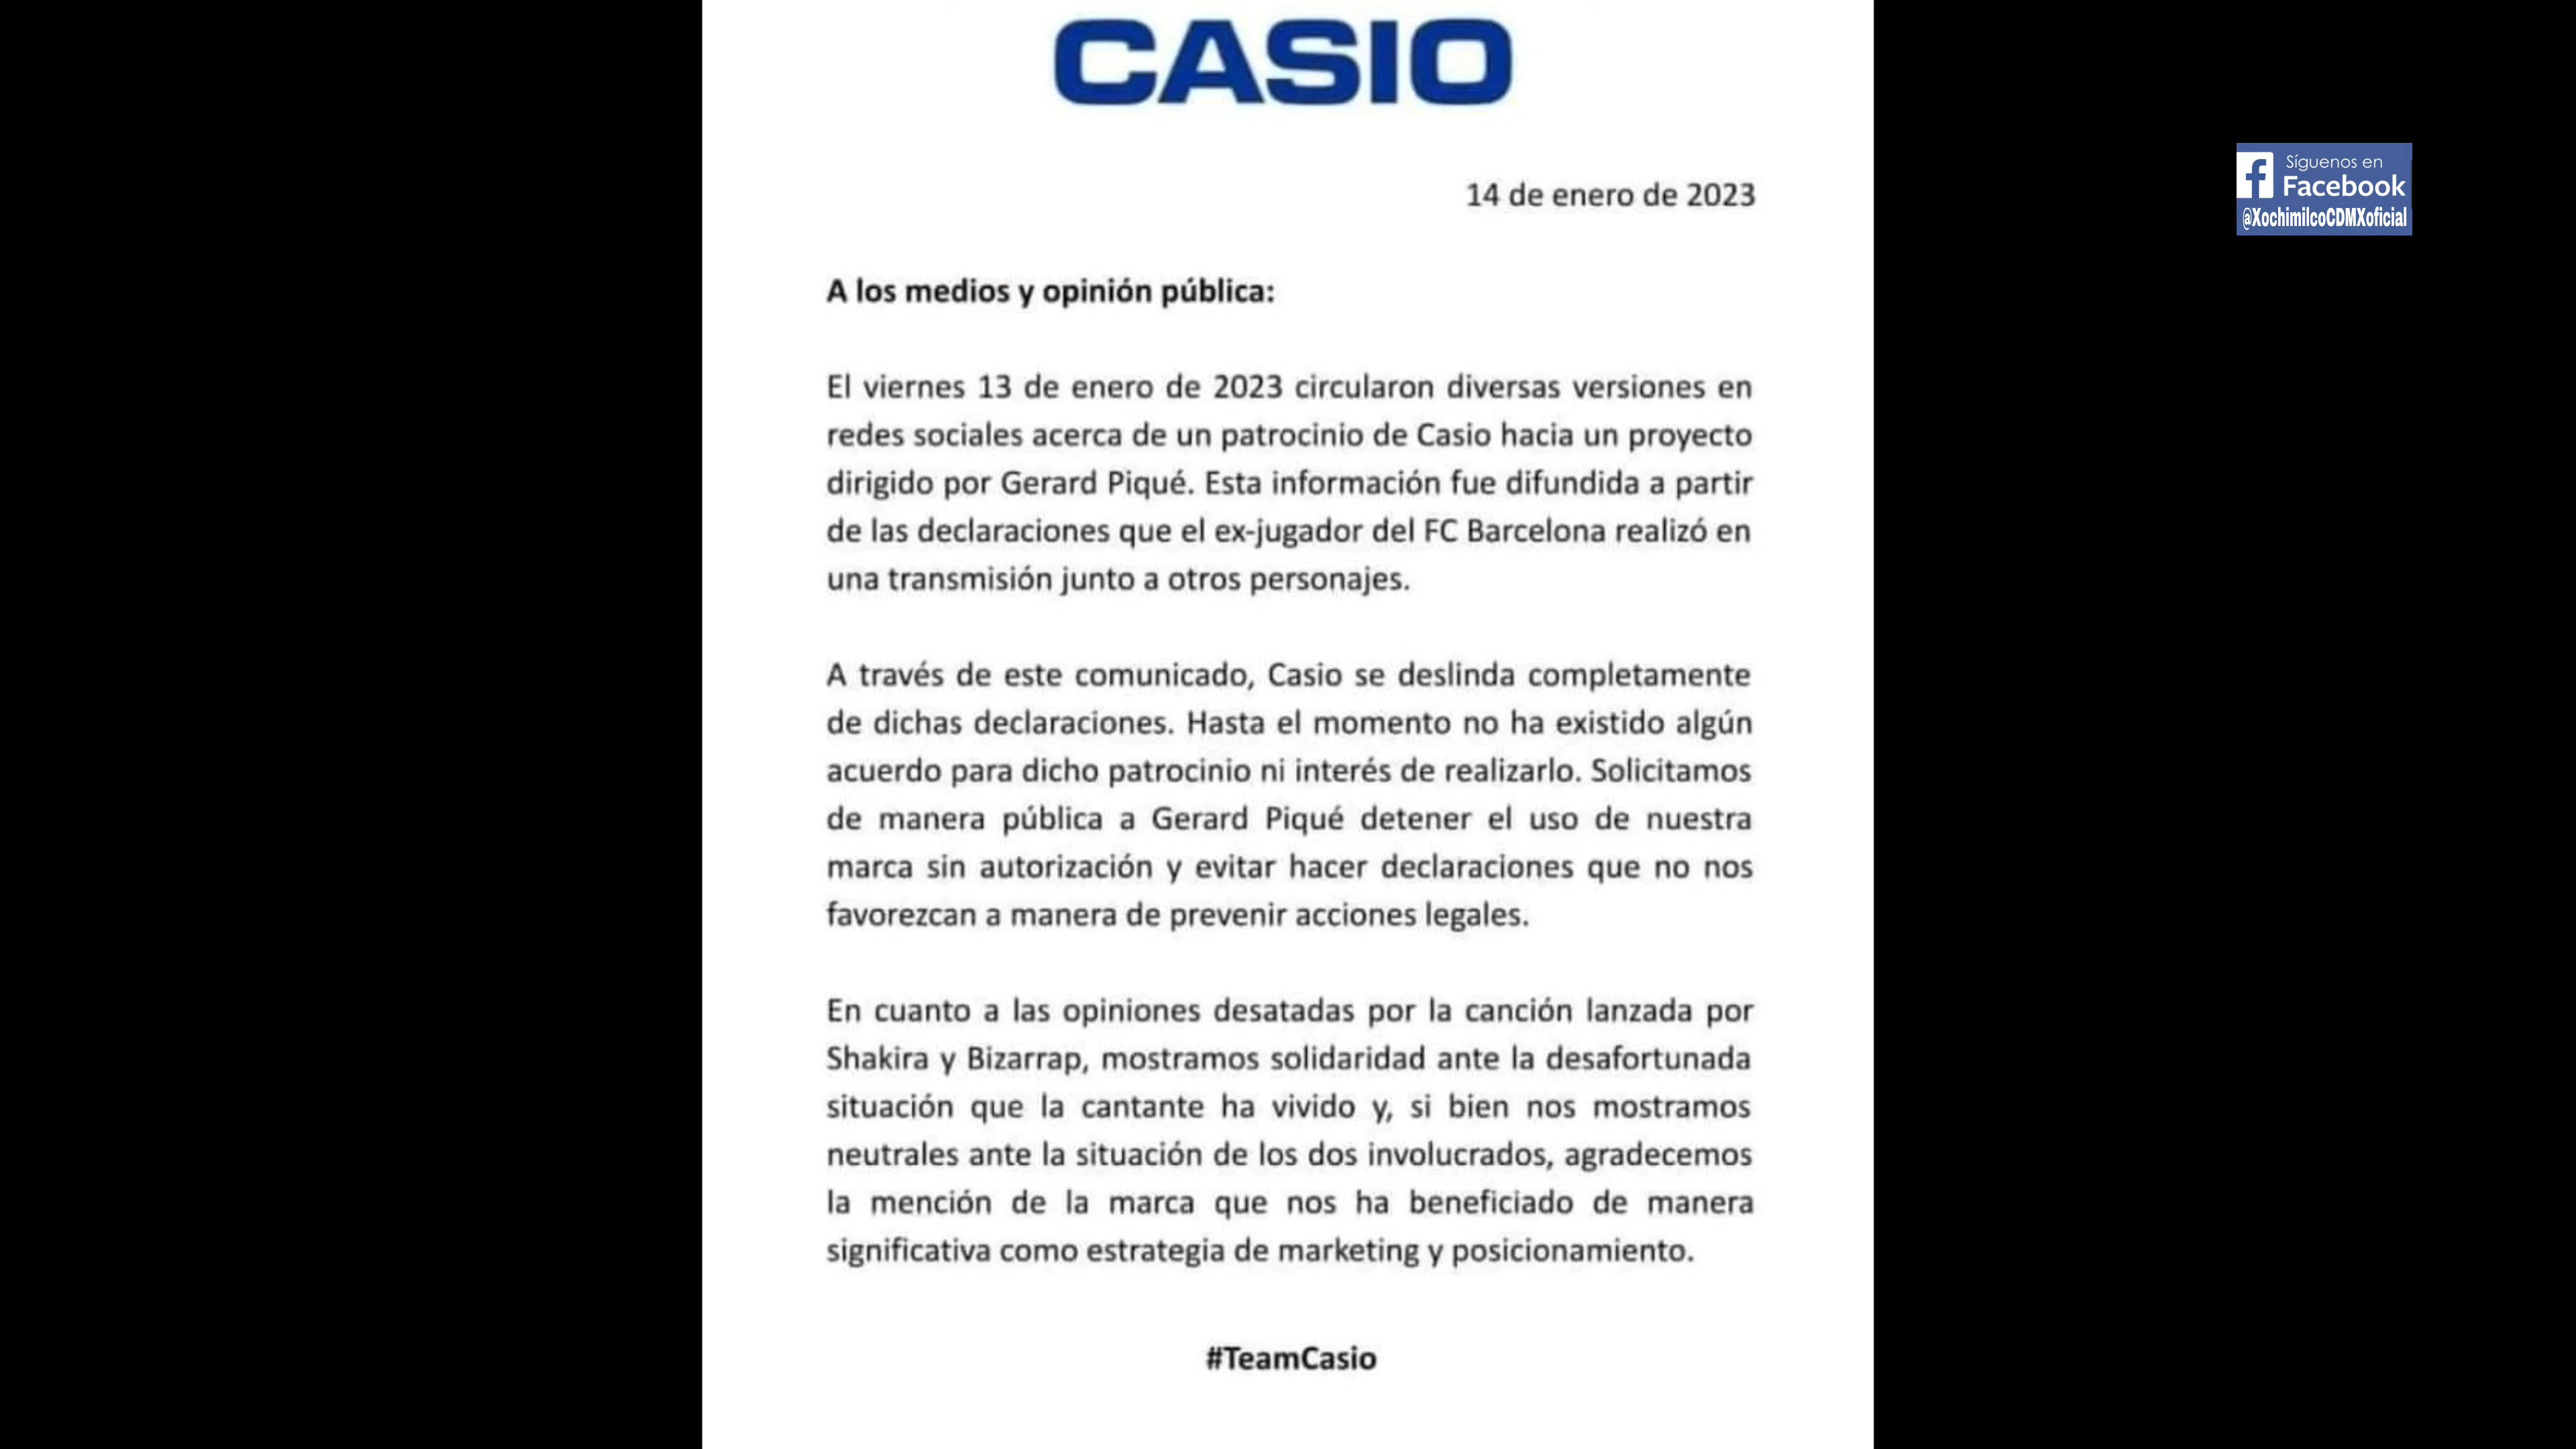 CASIO
14 de enero de 2023
A los medios y opinión pública:
El viernes 13 de enero de 2023 circularon diversas versiones en
redes sociales acerca de un patrocinio de Casio hacia un proyecto
dirigido por Gerard Piqué. Esta información fue difundida a partir
de las declaraciones que el ex-jugador del FC Barcelona realizó en
una transmisión junto a otros personajes.
A través de este comunicado, Casio se deslinda completamente
de dichas declaraciones. Hasta el momento no ha existido algún
acuerdo para dicho patrocinio ni interés de realizarlo. Solicitamos
de manera pública a Gerard Piqué detener el uso de nuestra
marca sin autorización y evitar hacer declaraciones que no nos
favorezcan a manera de prevenir acciones legales.
En cuanto a las opiniones desatadas por la canción lanzada por
Shakira y Bizarrap, mostramos solidaridad ante la desafortunada
situación que la cantante ha vivido y, si bien nos mostramos
neutrales ante la situación de los dos involucrados, agradecemos
la mención de la marca que nos ha beneficiado de manera
significativa como estrategia de marketing y posicionamiento.
#TeamCasio
Síguenos en
Facebook
@XochimilcoCDMXoficial